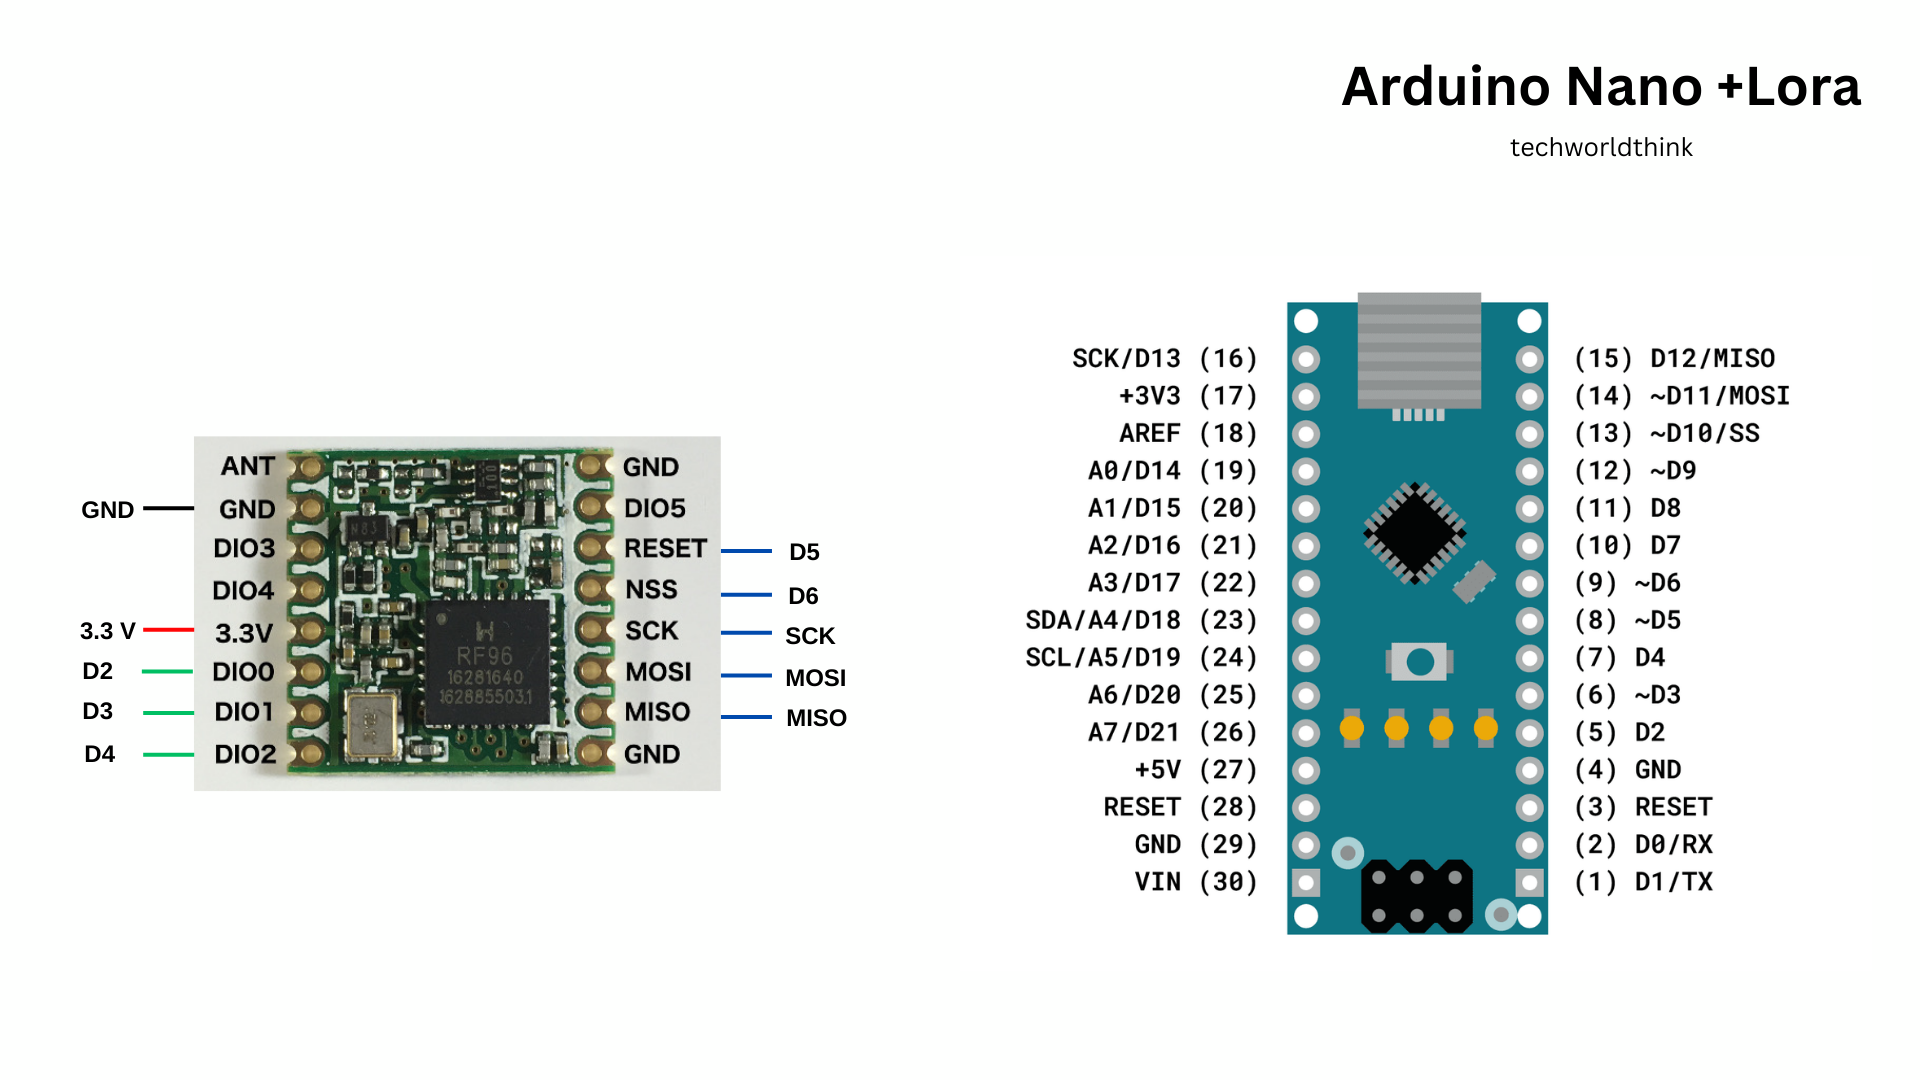 Arduino Nano +Lora
techworldthink
GND
3.3 V
D2
D3
D4
ANT
GND
DIO3
DIO4
3.3V
DIO0
DIO1
DIO2
RF96
16281640
1628855031
GND
DIO5
RESET
NSS
SCK
MOSI
MISO
GND
D5
D6
SCK
MOSI
MISO
SCK/D13 (16)
+3V3 (17)
AREF (18)
A0/D14 (19)
A1/D15 (20)
A2/D16 (21)
A3/D17 (22)
SDA/A4/D18 (23)
SCL/A5/D19 (24)
A6/D20 (25)
A7/D21 (26)
+5V (27)
RESET (28)
GND (29)
VIN (30)
(15) D12/MISO
(14) ~D11/MOSI
(13) ~D10/SS
(12) ~D9
(11) D8
(10) D7
(9) ~D6
(8) ~D5
(7) D4
(6) ~D3
(5) D2
(4) GND
(3) RESET
(2) D0/RX
(1) D1/TX